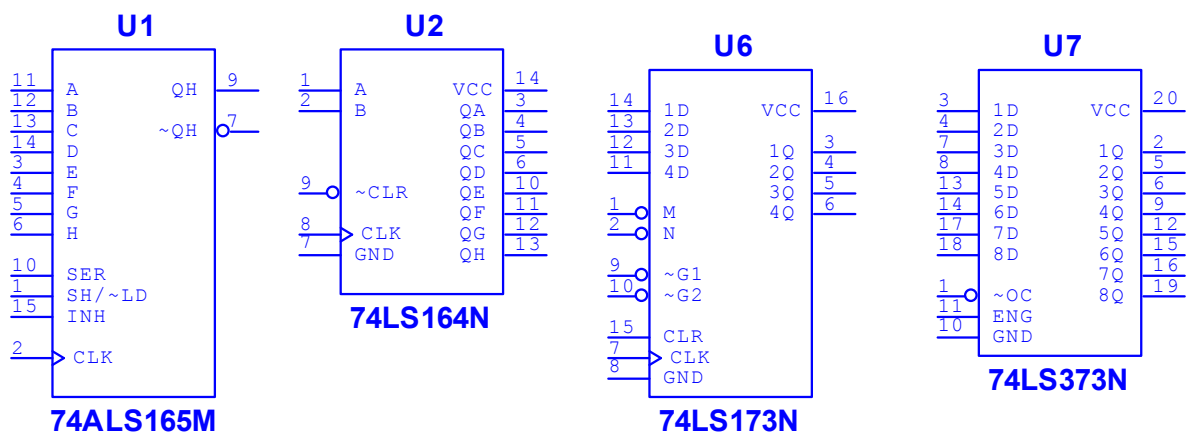 U1
11 A QH 9
12 B
13 C ~QH 7
14 D
3 E
4 F
5 G
6 H
10 SER
1 SH/~LD
15 INH
2 CLK
74ALS165M
U2
1 A VCC 14
2 B QA 3
QB 4
QC 5
QD 6
9 ~CLR QE 10
QF 11
8 CLK QG 12
7 GND QH 13
74LS164N
U6
14 1D VCC 16
13 2D
12 3D 1Q 3
11 4D 2Q 4
3Q 5
1 M 4Q 6
2 N
9 ~G1
10 ~G2
15 CLR
7 CLK
8 GND
74LS173N
U7
3 1D VCC 20
4 2D
7 3D 1Q 2
8 4D 2Q 5
13 5D 3Q 6
14 6D 4Q 9
17 7D 5Q 12
18 8D 6Q 15
7Q 16
1 ~OC 8Q 19
11 ENG
10 GND
74LS373N